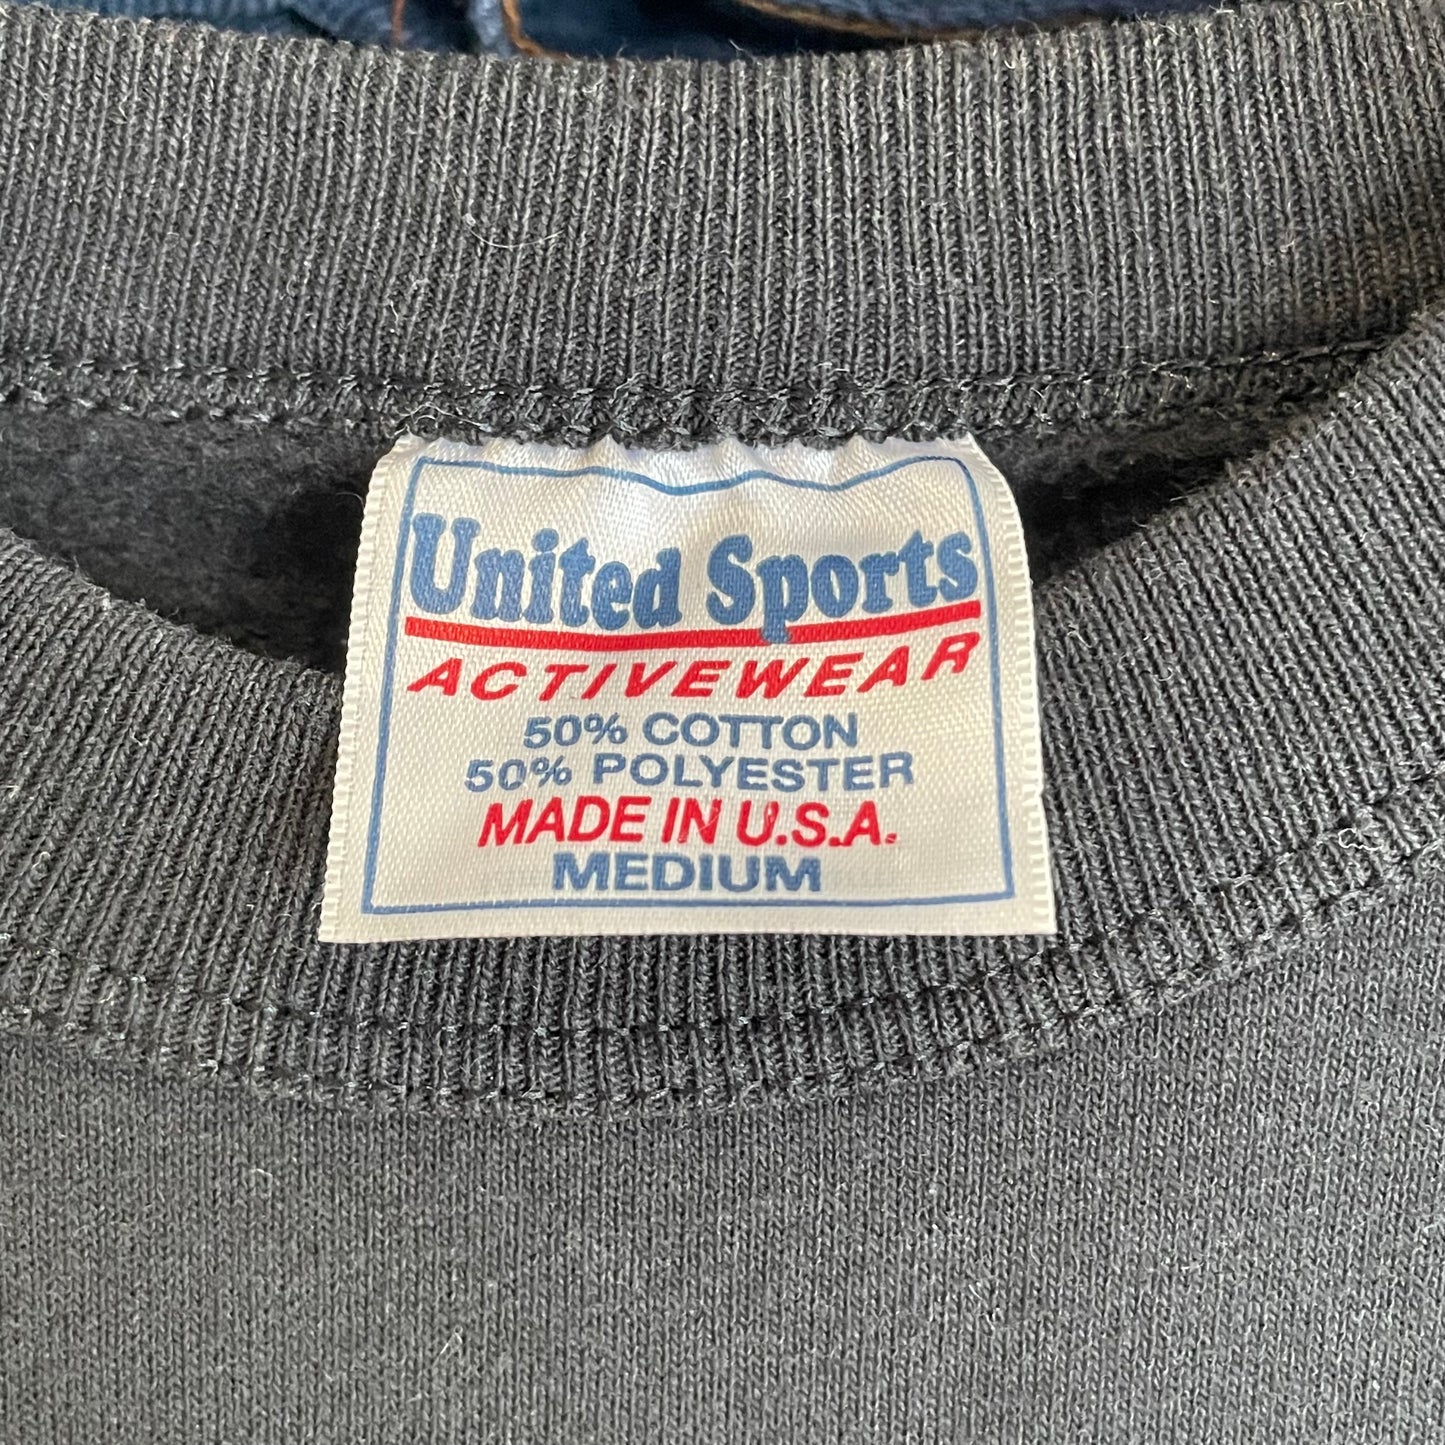 United Sports
ACTIVEWEAR
50% COTTON
50% POLYESTER
MADE IN U.S.A.
MEDIUM